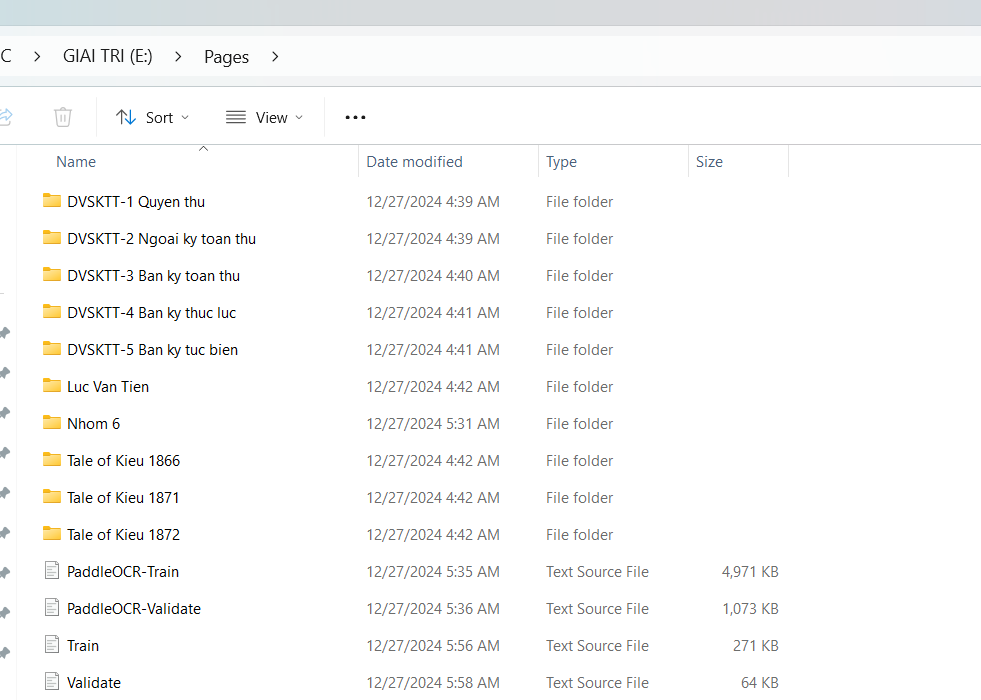 C > GIAI TRI (E:) > Pages >
Sort View •••
Name Date modified Type Size
DVSKTT-1 Quyen thu 12/27/2024 4:39 AM File folder
DVSKTT-2 Ngoai ky toan thu 12/27/2024 4:39 AM File folder
DVSKTT-3 Ban ky toan thu 12/27/2024 4:40 AM File folder
DVSKTT-4 Ban ky thuc luc 12/27/2024 4:41 AM File folder
DVSKTT-5 Ban ky tuc bien 12/27/2024 4:41 AM File folder
Luc Van Tien 12/27/2024 4:42 AM File folder
Nhom 6 12/27/2024 5:31 AM File folder
Tale of Kieu 1866 12/27/2024 4:42 AM File folder
Tale of Kieu 1871 12/27/2024 4:42 AM File folder
Tale of Kieu 1872 12/27/2024 4:42 AM File folder
PaddleOCR-Train 12/27/2024 5:35 AM Text Source File 4,971 KB
PaddleOCR-Validate 12/27/2024 5:36 AM Text Source File 1,073 KB
Train 12/27/2024 5:56 AM Text Source File 271 KB
Validate 12/27/2024 5:58 AM Text Source File 64 KB